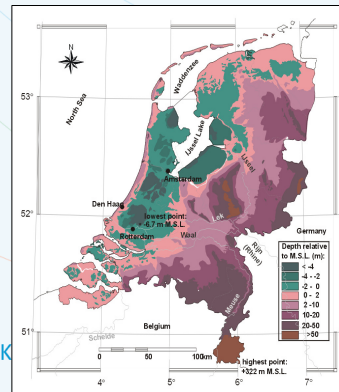 N
53°
52°
51°
North Sea
Waddenzee
IJssel Lake
IJssel
Amsterdam
Den Haag
lowest point:
-6.7 m M.S.L.
Rotterdam
Lek
Waal
Rijn
(Rhine)
Germany
Meuse
Belgium
Schelde
0 50 100
km
Depth relative
to M.S.L. (m):
< -4
-4 - -2
-2 - 0
0 - 2
2 -10
10-20
20-50
>50
highest point:
+322 m M.S.L.
4° 5° 6° 7°
K